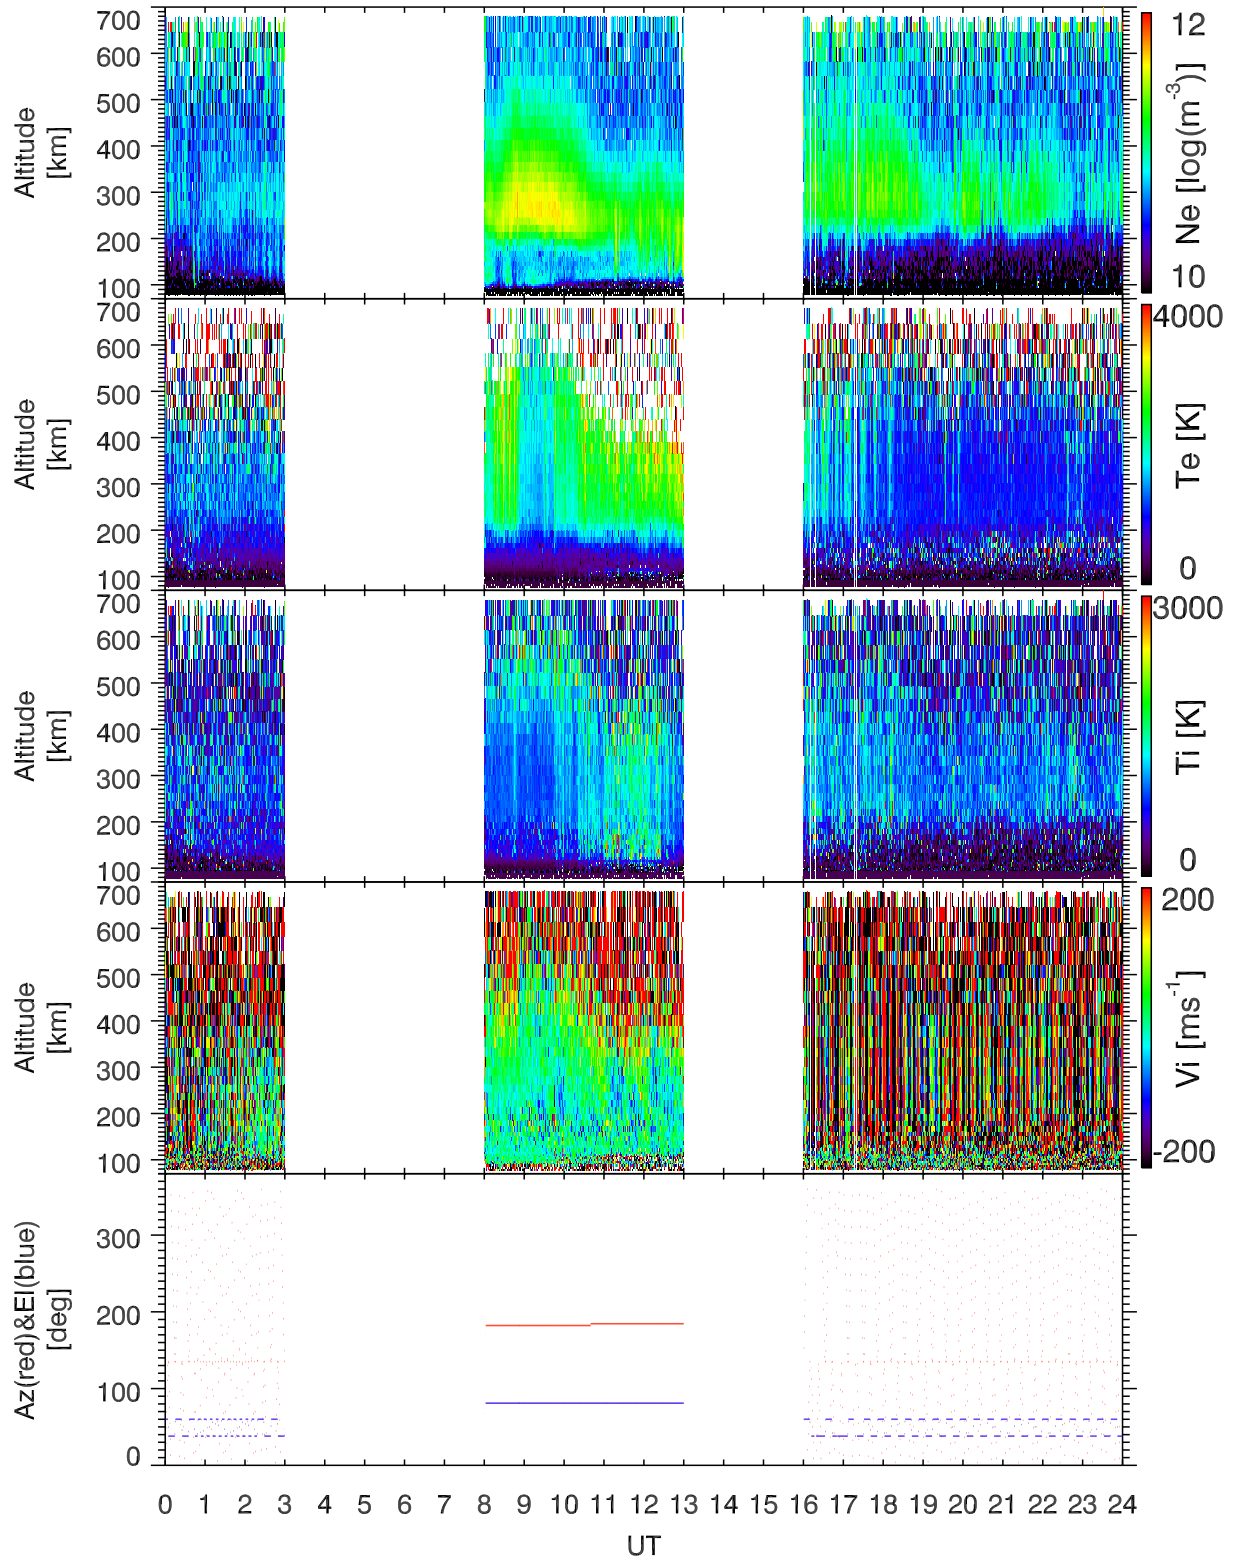 700
600
500
400
300
200
100
Altitude
[km]
12
10
Ne [log(m⁻³)]
700
600
500
400
300
200
100
Altitude
[km]
4000
0
Te [K]
700
600
500
400
300
200
100
Altitude
[km]
3000
0
Ti [K]
700
600
500
400
300
200
100
Altitude
[km]
200
-200
Vi [ms⁻¹]
300
200
100
0
Az(red)&El(blue)
[deg]
0 1 2 3 4 5 6 7 8 9 10 11 12 13 14 15 16 17 18 19 20 21 22 23 24
UT